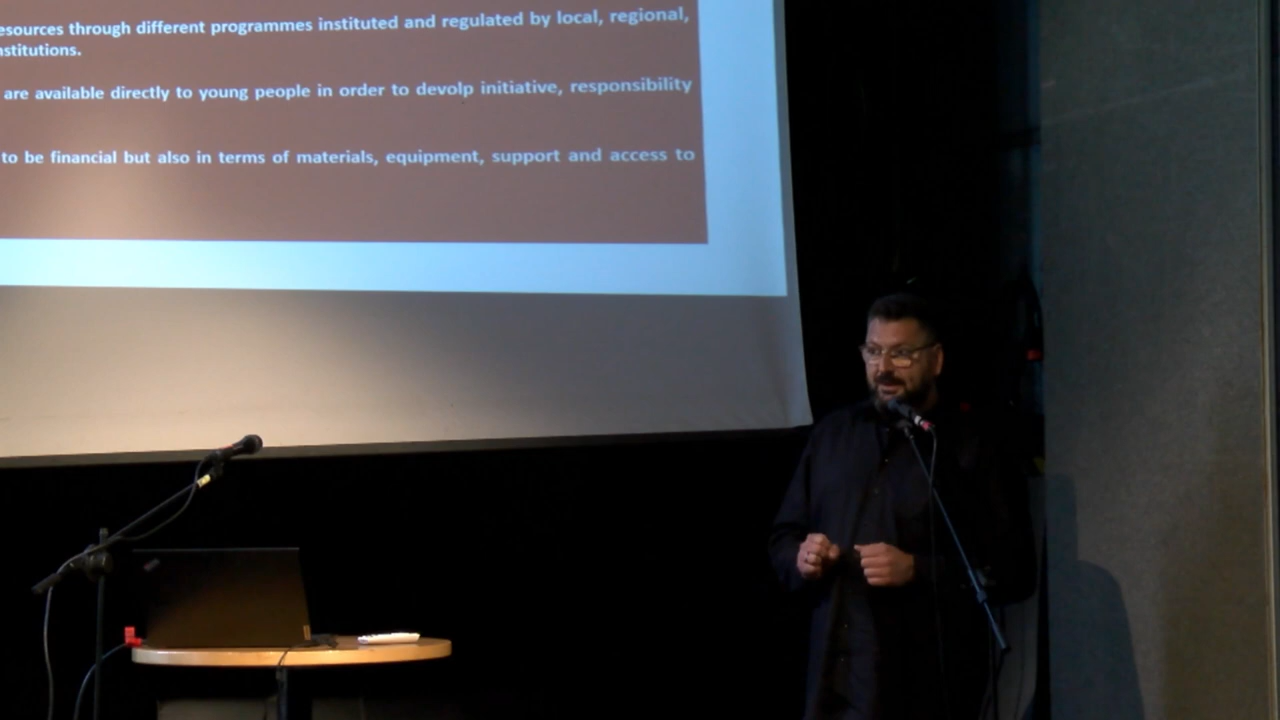 esources through different programmes instituted and regulated by local, regional,
nstitutions.
are available directly to young people in order to devolp initiative, responsibility
to be financial but also in terms of materials, equipment, support and access to